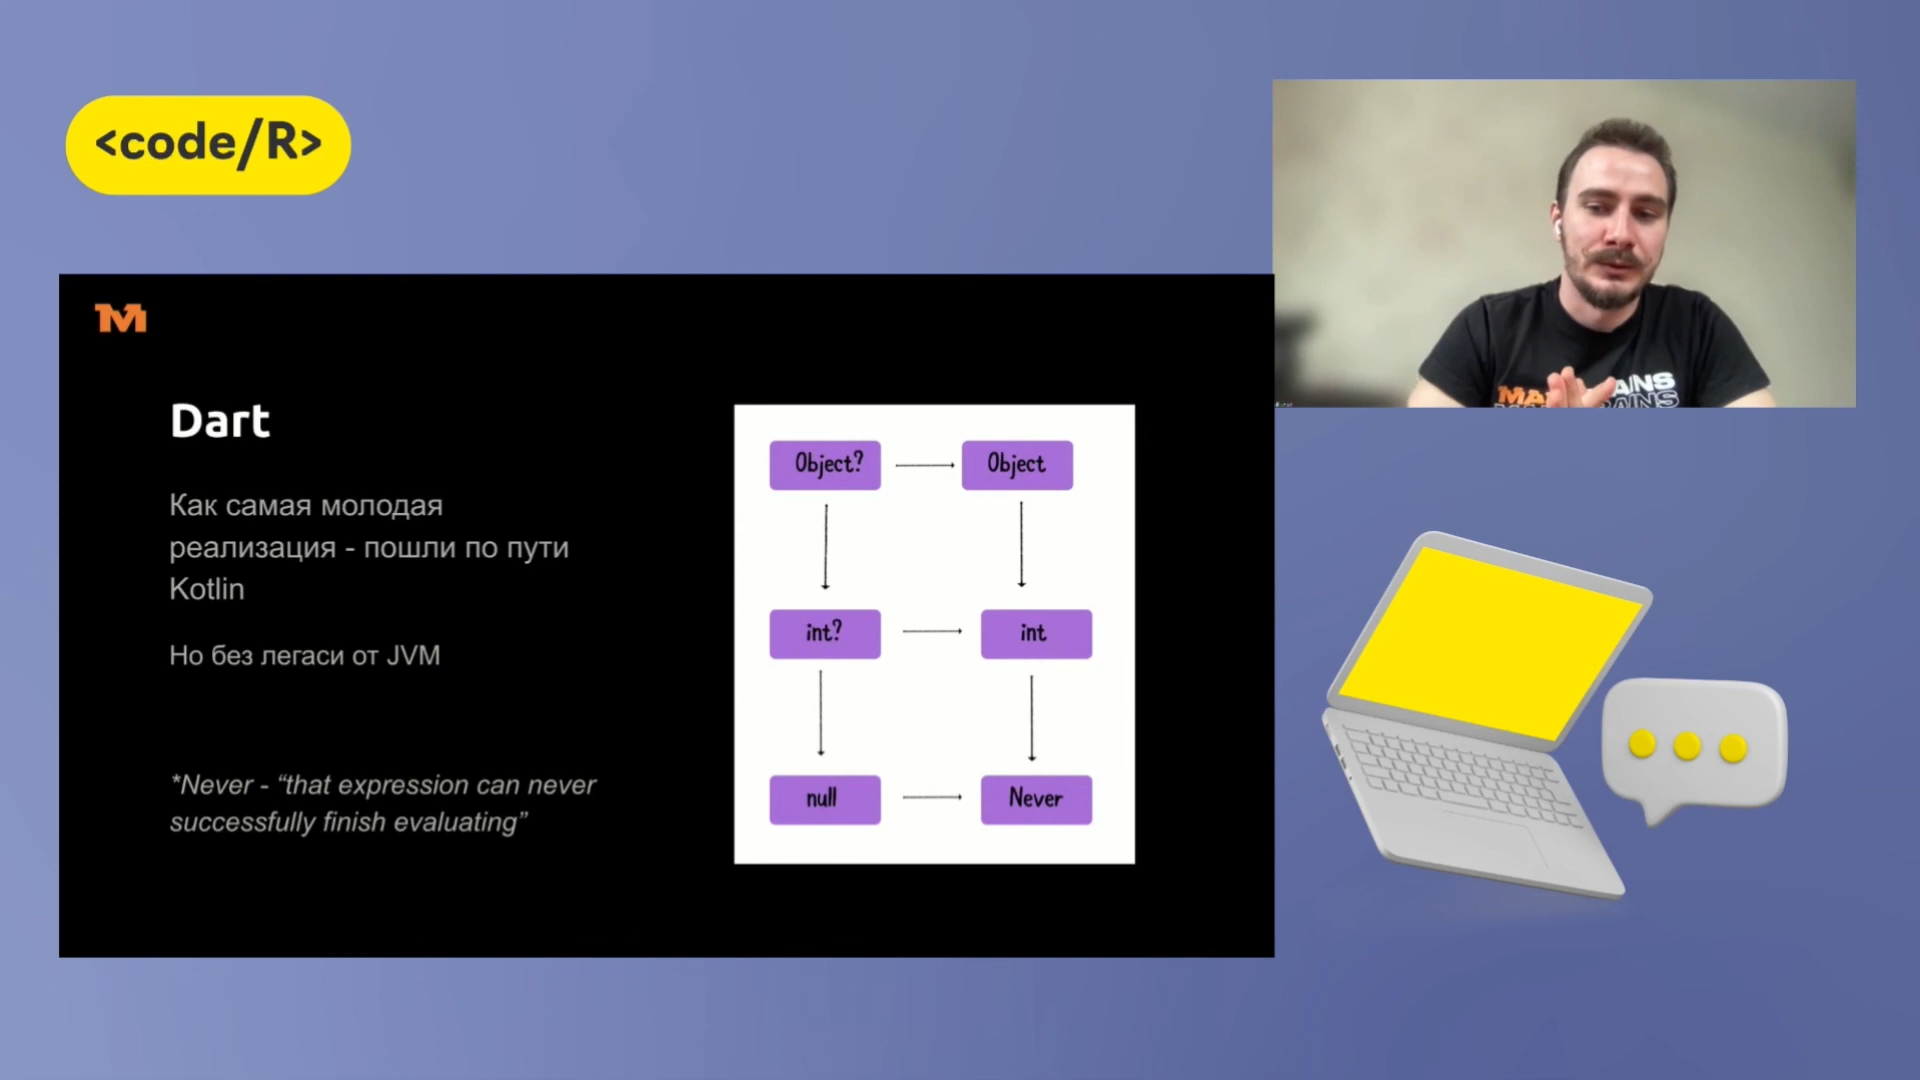 <code/R>
M
Dart
Как самая молодая
реализация - пошли по пути
Kotlin
Но без легаси от JVM
*Never - “that expression can never
successfully finish evaluating”
Object?
Object
int?
int
null
Never